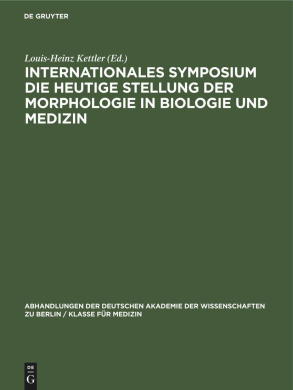 DE GRUYTER
Louis-Heinz Kettler (Ed.)
INTERNATIONALES SYMPOSIUM
DIE HEUTIGE STELLUNG DER
MORPHOLOGIE IN BIOLOGIE UND
MEDIZIN
ABHANDLUNGEN DER DEUTSCHEN AKADEMIE DER WISSENSCHAFTEN
ZU BERLIN / KLASSE FÜR MEDIZIN
DE
G